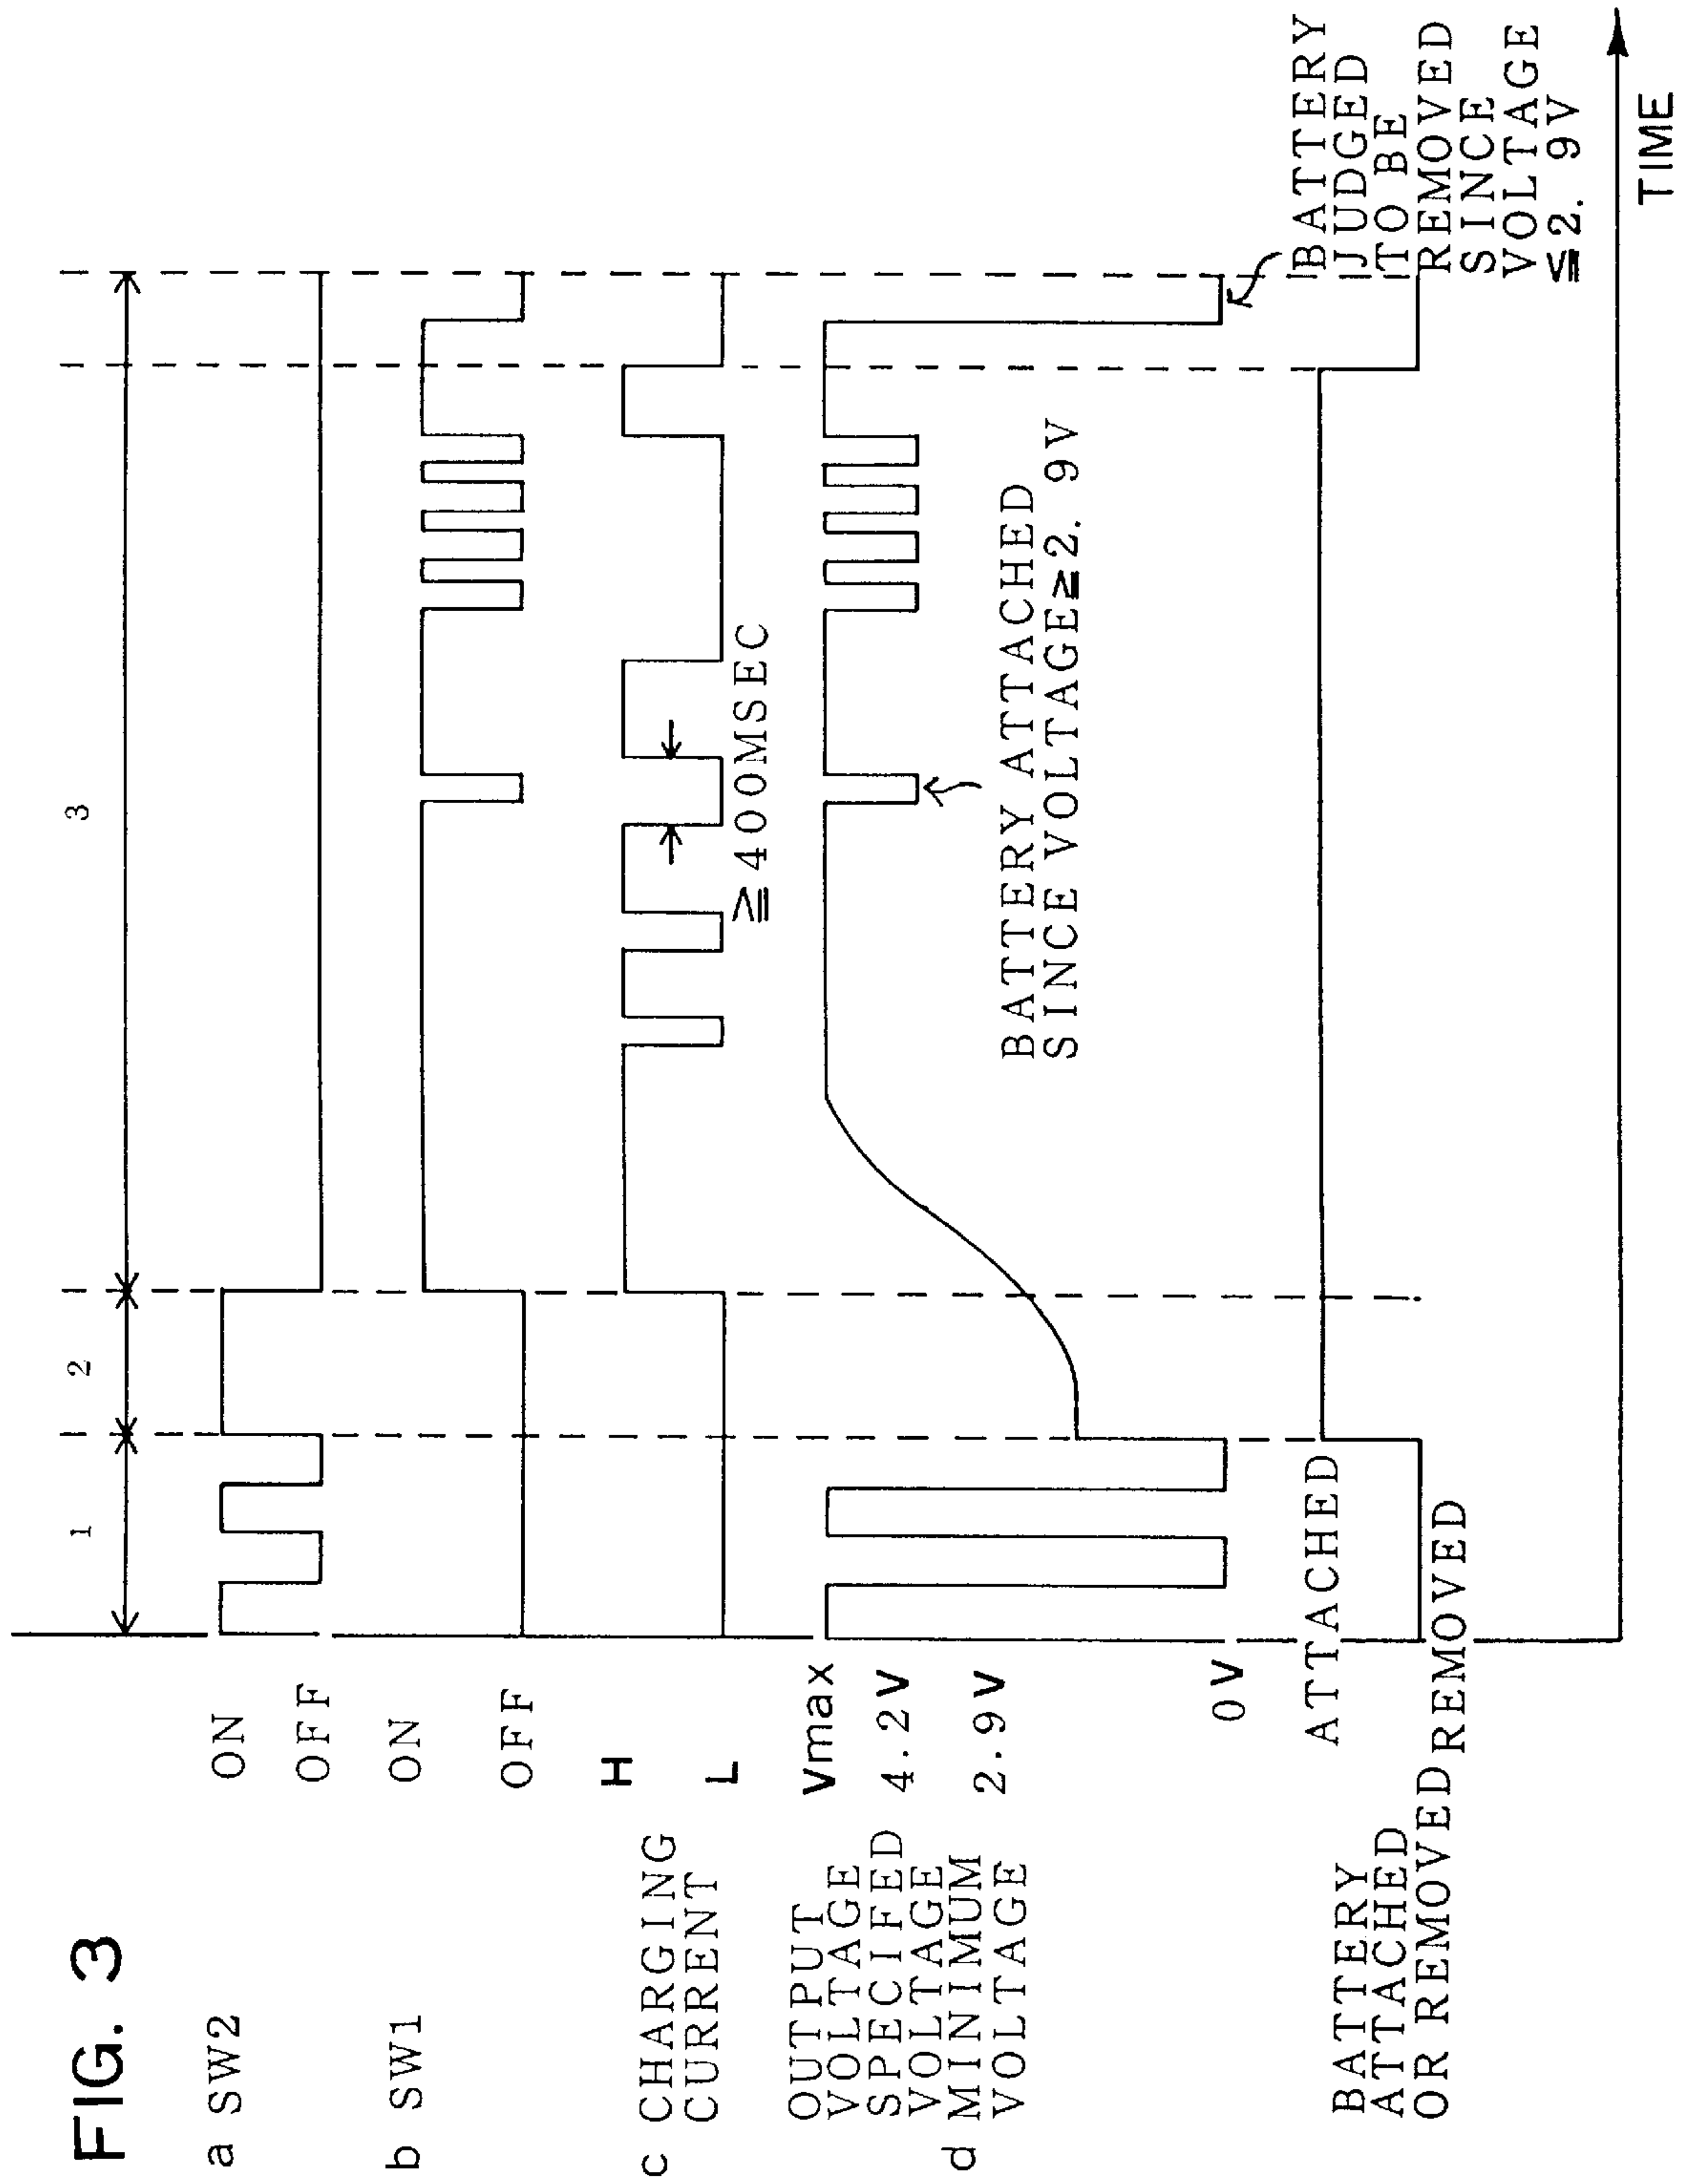 FIG. 3
1
2
3
a SW2
ON
OFF
b SW1
ON
OFF
c CHARGING
CURRENT
H
L
≧400MSEC
OUTPUT
VOLTAGE
Vmax
SPECIFIED
VOLTAGE
4.2V
d MINIMUM
VOLTAGE
2.9V
0V
BATTERY ATTACHED
SINCE VOLTAGE≧2. 9V
BATTERY
JUDGED
TO BE
REMOVED
SINCE
VOLTAGE
≦2. 9V
BATTERY
ATTACHED
OR REMOVED
ATTACHED
REMOVED
TIME